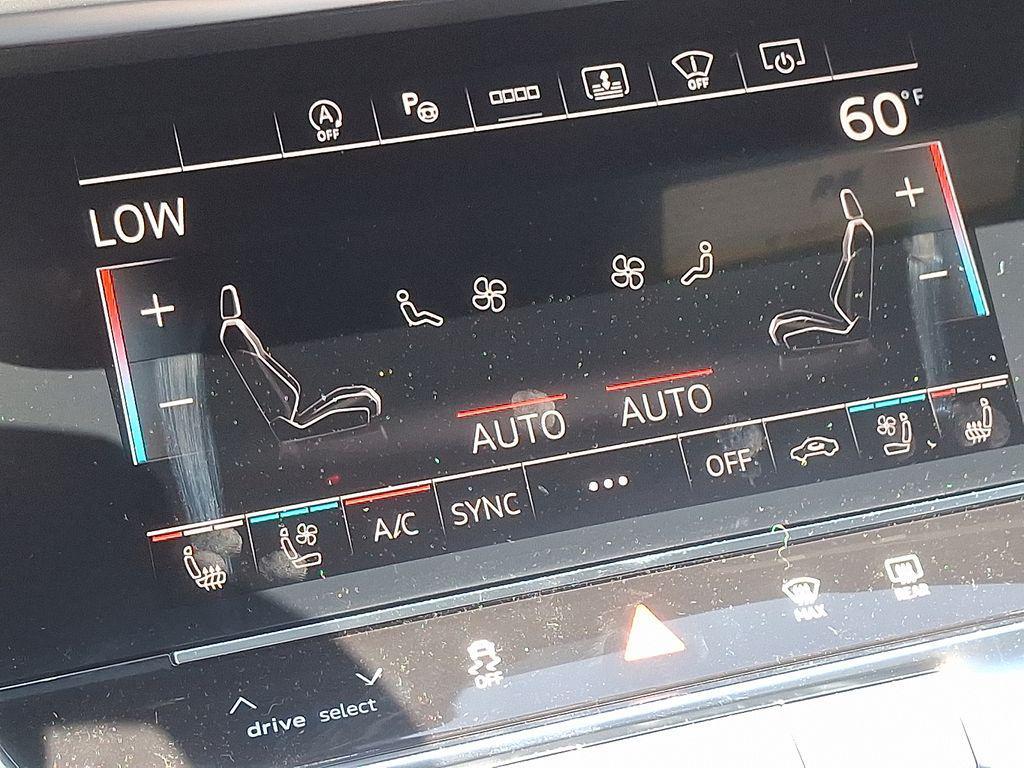 A OFF
P
OFF
60°F
LOW
+
+
−
−
AUTO
AUTO
OFF
A/C
SYNC
•••
MAX
REAR
OFF
drive select